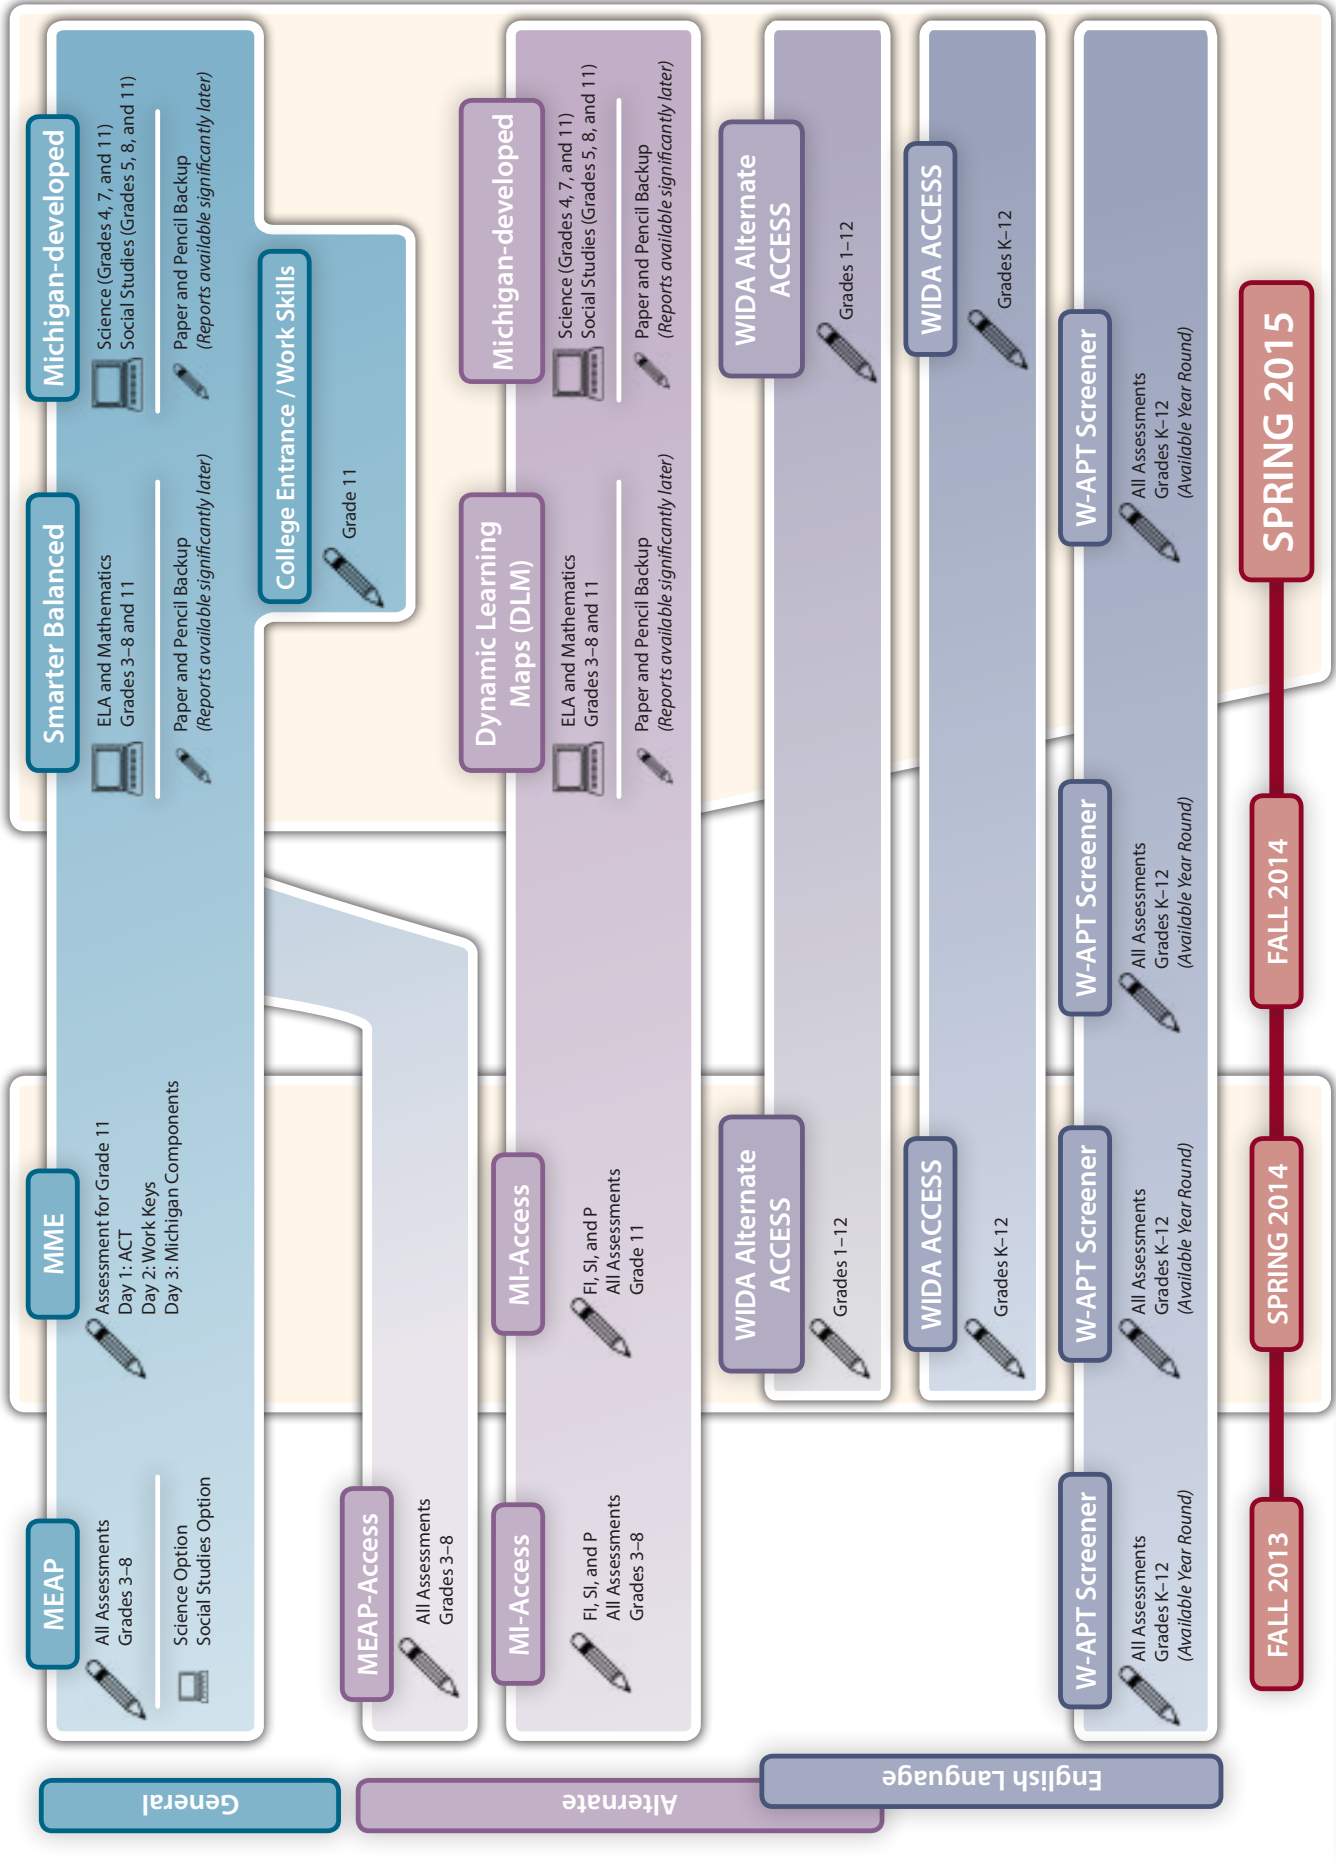 General
MEAP
All Assessments
Grades 3–8
Science Option
Social Studies Option
MME
Assessment for Grade 11
Day 1: ACT
Day 2: Work Keys
Day 3: Michigan Components
Smarter Balanced
ELA and Mathematics
Grades 3–8 and 11
Paper and Pencil Backup
(Reports available significantly later)
Michigan-developed
Science (Grades 4, 7, and 11)
Social Studies (Grades 5, 8, and 11)
Paper and Pencil Backup
(Reports available significantly later)
College Entrance / Work Skills
Grade 11
Alternate
MEAP-Access
All Assessments
Grades 3–8
MI-Access
FI, SI, and P
All Assessments
Grades 3–8
MI-Access
FI, SI, and P
All Assessments
Grade 11
Dynamic Learning
Maps (DLM)
ELA and Mathematics
Grades 3–8 and 11
Paper and Pencil Backup
(Reports available significantly later)
Michigan-developed
Science (Grades 4, 7, and 11)
Social Studies (Grades 5, 8, and 11)
Paper and Pencil Backup
(Reports available significantly later)
English Language
WIDA Alternate
ACCESS
Grades 1–12
WIDA Alternate
ACCESS
Grades 1–12
WIDA ACCESS
Grades K–12
WIDA ACCESS
Grades K–12
W-APT Screener
All Assessments
Grades K–12
(Available Year Round)
W-APT Screener
All Assessments
Grades K–12
(Available Year Round)
W-APT Screener
All Assessments
Grades K–12
(Available Year Round)
W-APT Screener
All Assessments
Grades K–12
(Available Year Round)
FALL 2013
SPRING 2014
FALL 2014
SPRING 2015